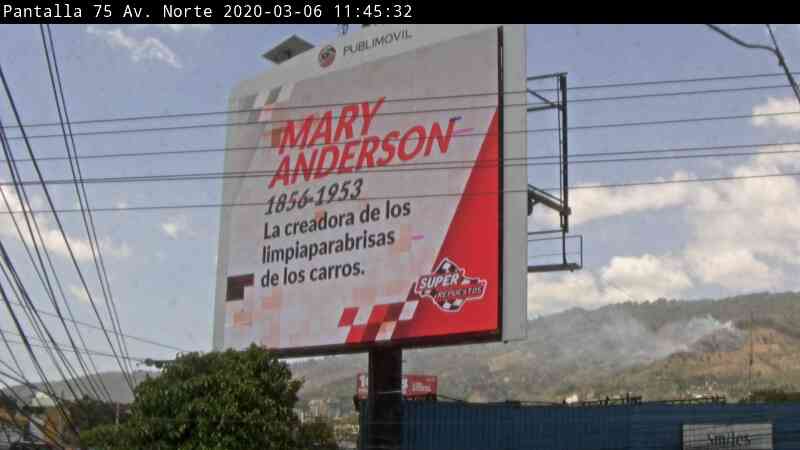 Pantalla 75 Av. Norte 2020-03-06 11:45:32
PUBLIMOVIL
MARY
ANDERSON
1856-1953
La creadora de los
limpiaparabrisas
de los carros.
SUPER
REPUESTOS
Smiles